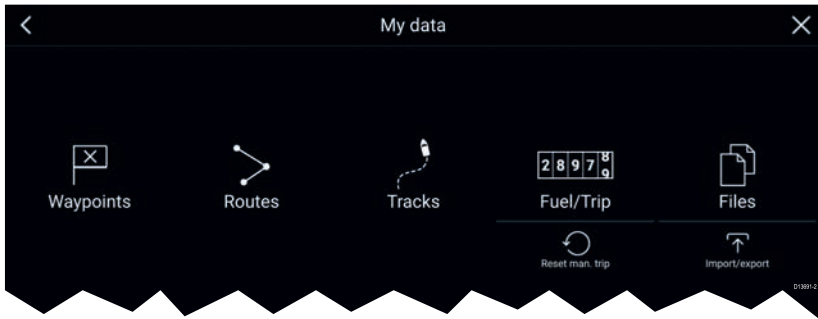 My data
2 8 9 7 8
9
Waypoints
Routes
Tracks
Fuel/Trip
Files
Reset man. trip
Import/export
D13691-2